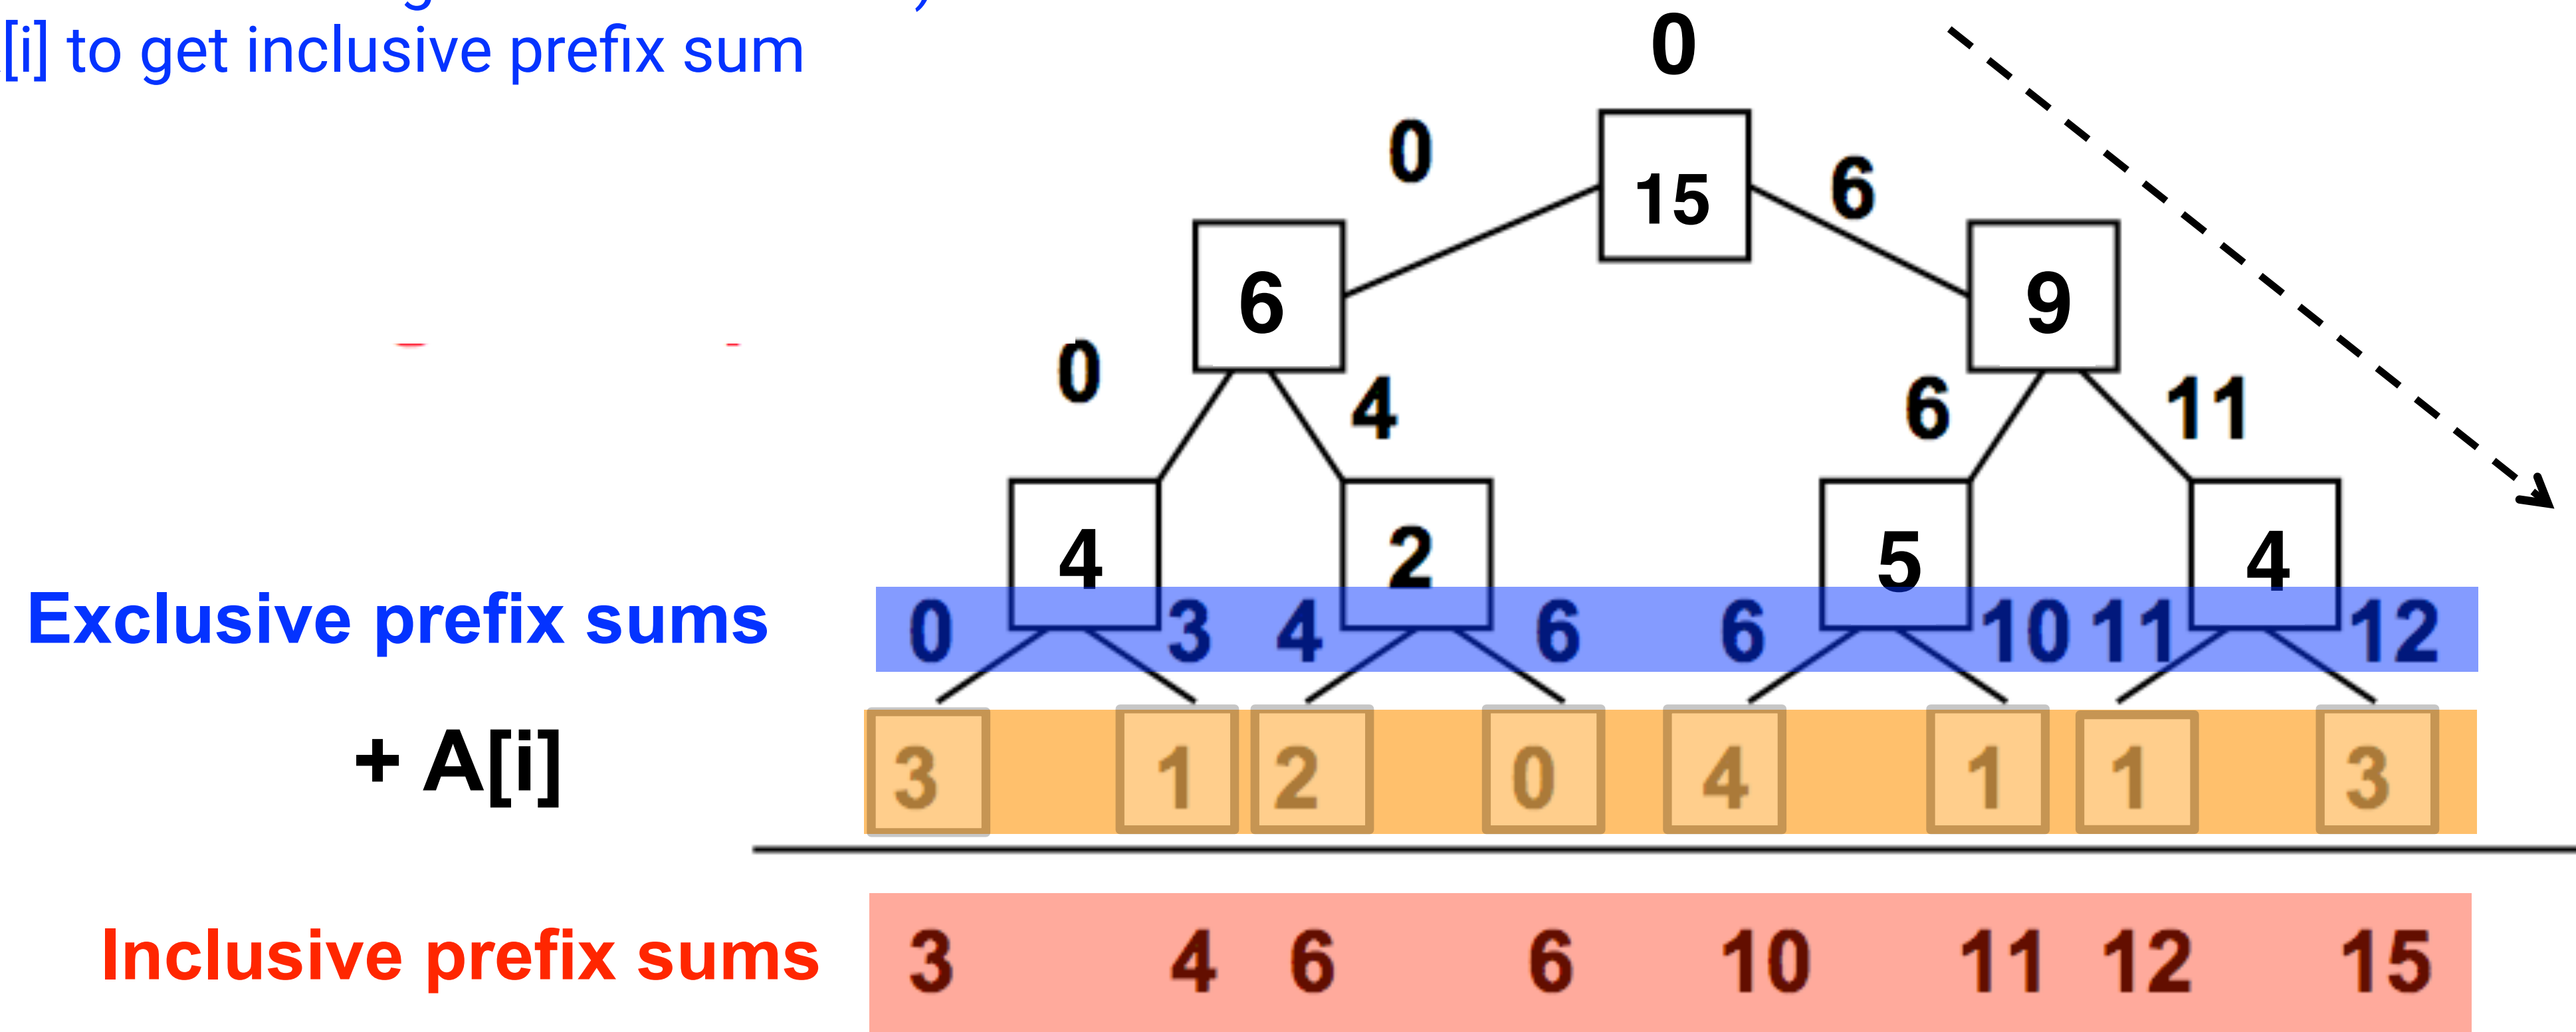 [i] to get inclusive prefix sum
0
0
15
6
6
9
0
4
6
11
4
2
5
4
Exclusive prefix sums
0 3 4 6 6 10 11 12
+ A[i]
3 1 2 0 4 1 1 3
Inclusive prefix sums
3 4 6 6 10 11 12 15